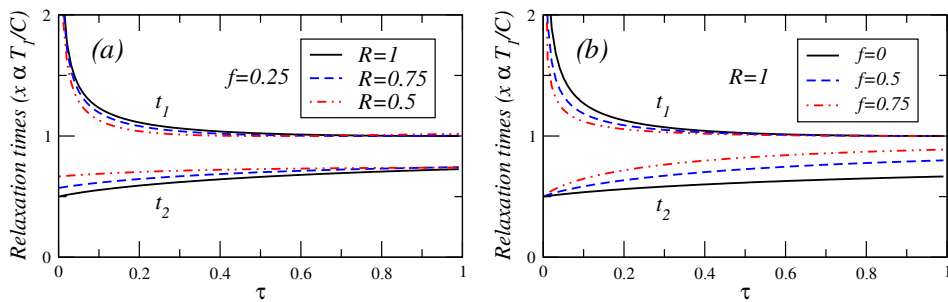 Relaxation times (x α T₁/C)
2
1
0
(a)
f=0.25
R=1
R=0.75
R=0.5
t₁
t₂
0
0.2
0.4
0.6
0.8
1
τ
Relaxation times (x α T₁/C)
2
1
0
(b)
R=1
f=0
f=0.5
f=0.75
t₁
t₂
0
0.2
0.4
0.6
0.8
1
τ